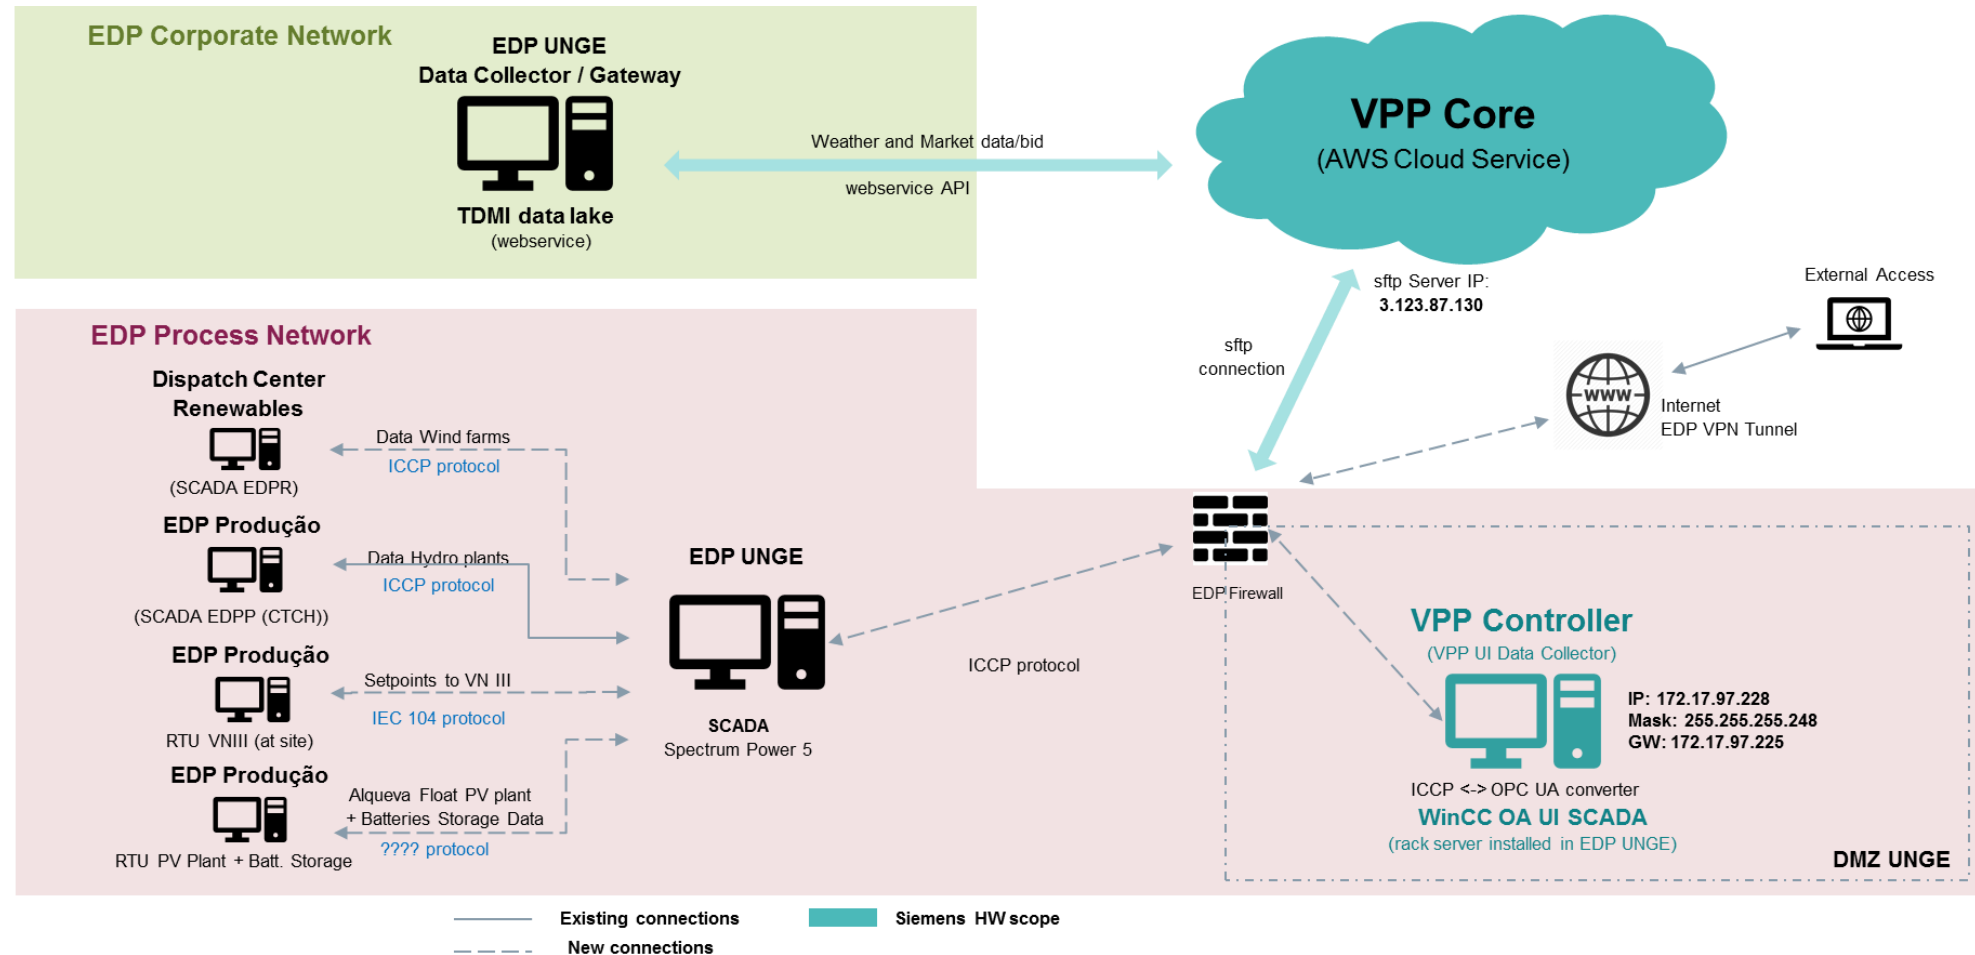 EDP Corporate Network
EDP UNGE
Data Collector / Gateway
TDMI data lake
(webservice)
Weather and Market data/bid
webservice API
VPP Core
(AWS Cloud Service)
sftp Server IP:
3.123.87.130
sftp
connection
External Access
WWW
Internet
EDP VPN Tunnel
EDP Process Network
Dispatch Center
Renewables
(SCADA EDPR)
Data Wind farms
ICCP protocol
EDP Produção
(SCADA EDPP (CTCH))
Data Hydro plants
ICCP protocol
EDP Produção
RTU VNIII (at site)
Setpoints to VN III
IEC 104 protocol
EDP Produção
RTU PV Plant + Batt. Storage
Alqueva Float PV plant
+ Batteries Storage Data
???? protocol
EDP UNGE
SCADA
Spectrum Power 5
ICCP protocol
EDP Firewall
VPP Controller
(VPP UI Data Collector)
IP: 172.17.97.228
Mask: 255.255.255.248
GW: 172.17.97.225
ICCP <-> OPC UA converter
WinCC OA UI SCADA
(rack server installed in EDP UNGE)
DMZ UNGE
Existing connections
New connections
Siemens HW scope